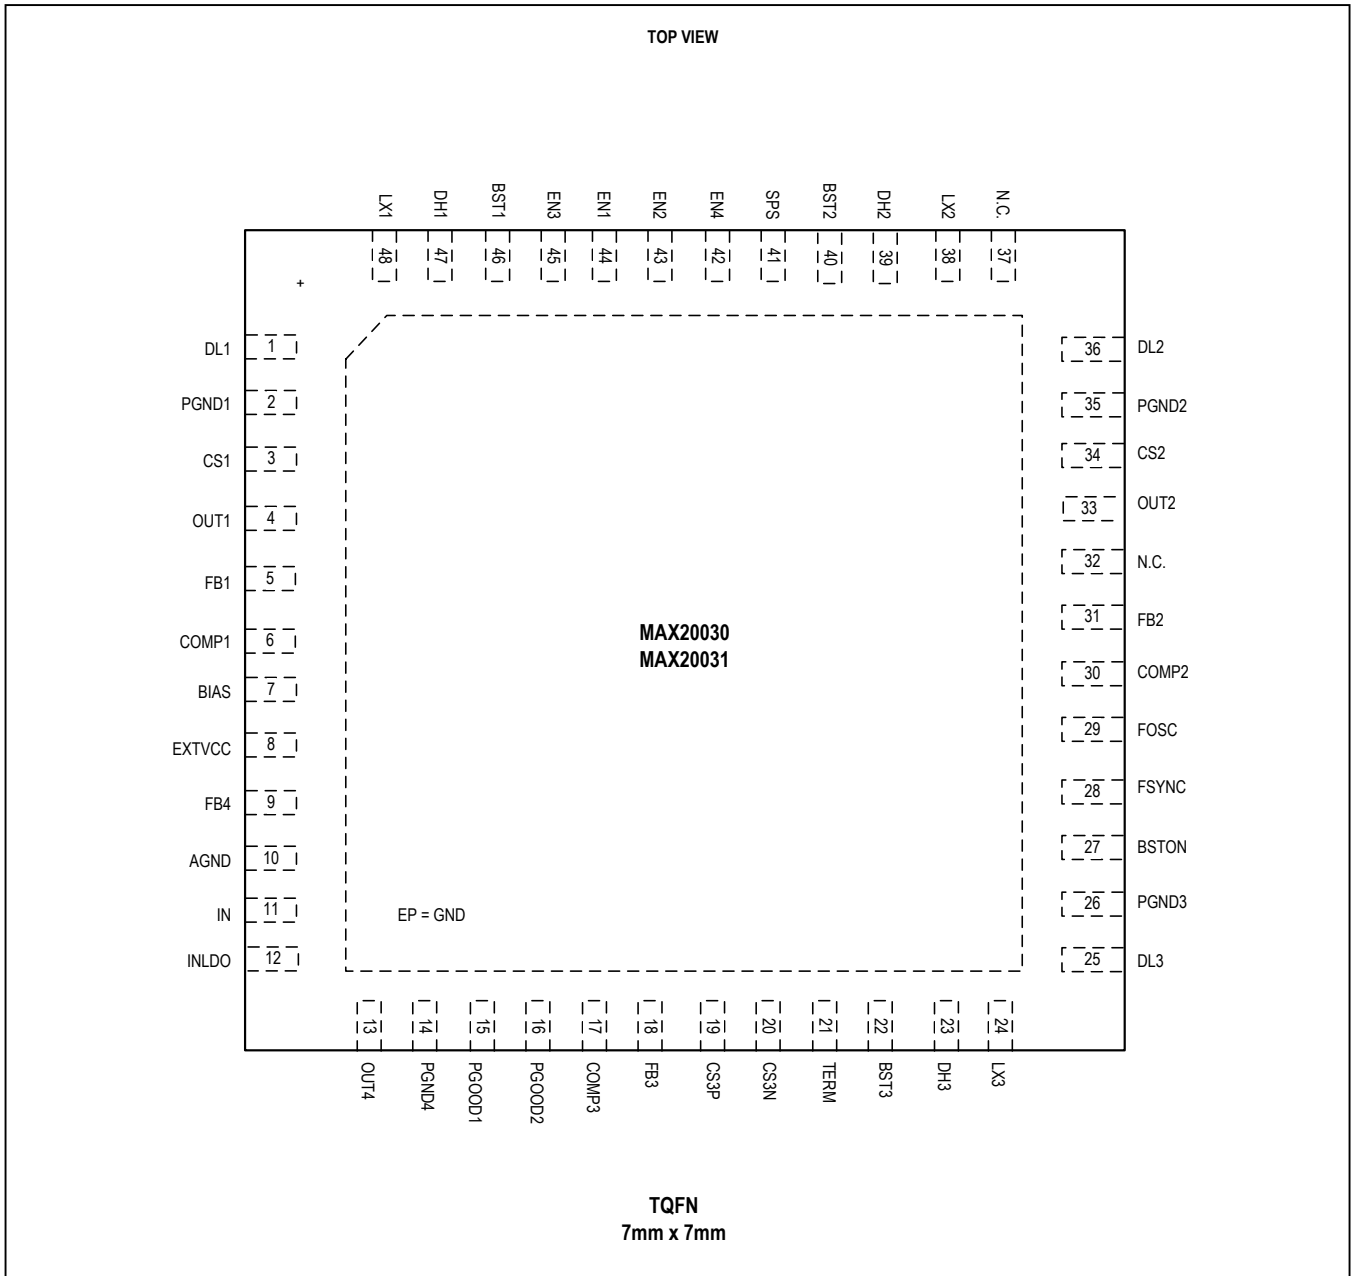 TOP VIEW
LX1 DH1 BST1 EN3 EN1 EN2 EN4 SPS BST2 DH2 LX2 N.C.
48 47 46 45 44 43 42 41 40 39 38 37
+
DL1 1 36 DL2
PGND1 2 35 PGND2
CS1 3 34 CS2
OUT1 4 33 OUT2
FB1 5 32 N.C.
COMP1 6 31 FB2
BIAS 7 30 COMP2
EXTVCC 8 29 FOSC
FB4 9 28 FSYNC
AGND 10 27 BSTON
IN 11 26 PGND3
INLDO 12 25 DL3
MAX20030
MAX20031
EP = GND
13 14 15 16 17 18 19 20 21 22 23 24
OUT4 PGND4 PGOOD1 PGOOD2 COMP3 FB3 CS3P CS3N TERM BST3 DH3 LX3
TQFN
7mm x 7mm